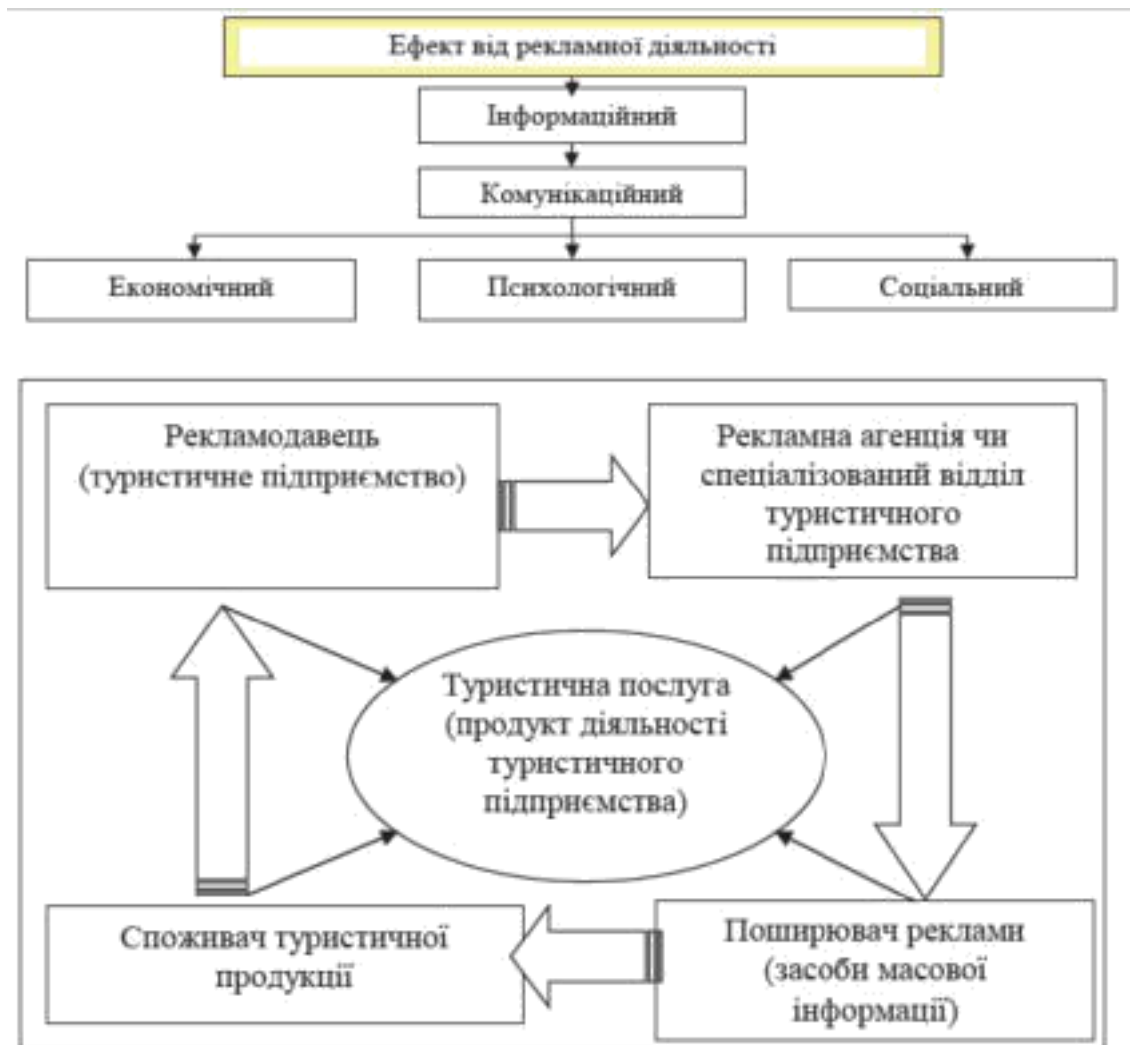 Ефект від рекламної діяльності
Інформаційний
Комунікаційний
Економічний
Психологічний
Соціальний
Рекламодавець
(туристичне підприємство)
Рекламна агенція чи
спеціалізований відділ
туристичного
підприємства
Туристична послуга
(продукт діяльності
туристичного
підприємства)
Споживач туристичної
продукції
Поширювач реклами
(засоби масової
інформації)